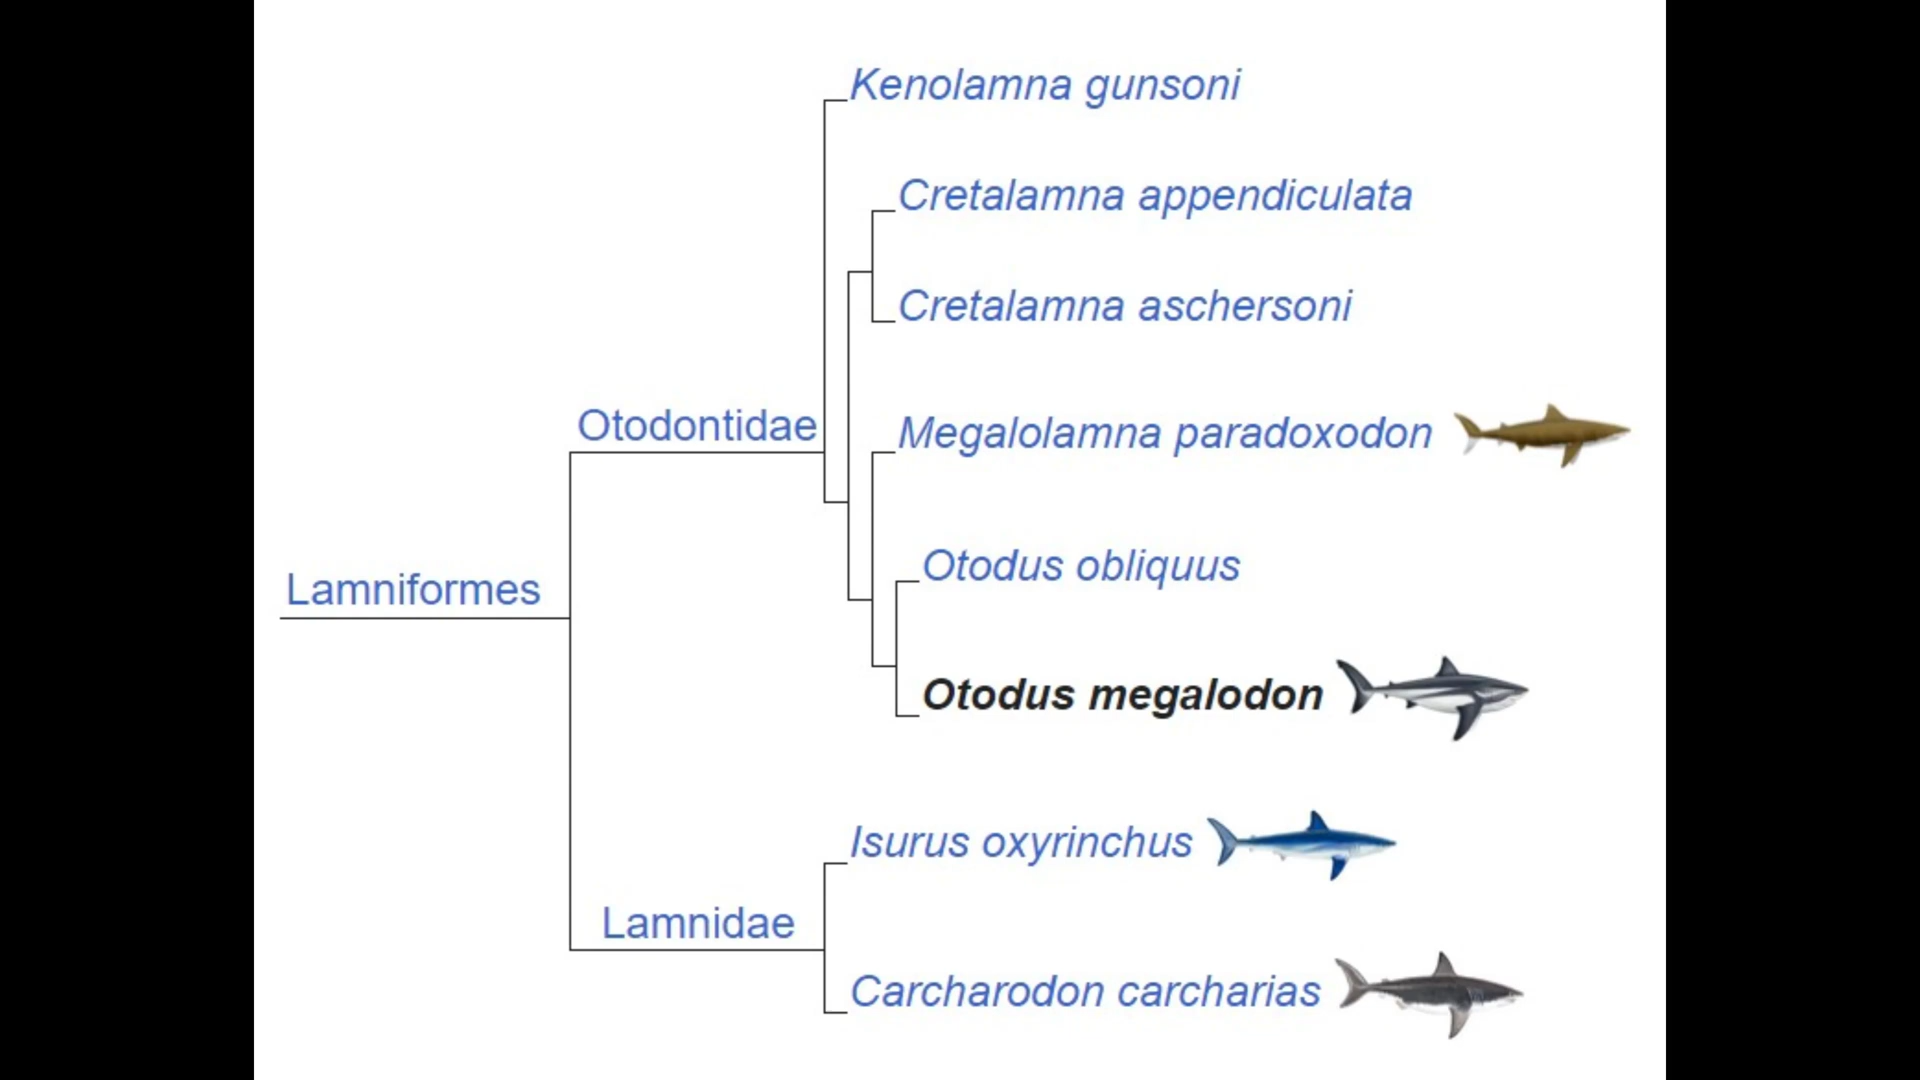 Kenolamna gunsoni
Cretalamna appendiculata
Cretalamna aschersoni
Otodontidae
Megalolamna paradoxodon
Otodus obliquus
Lamniformes
Otodus megalodon
Isurus oxyrinchus
Lamnidae
Carcharodon carcharias